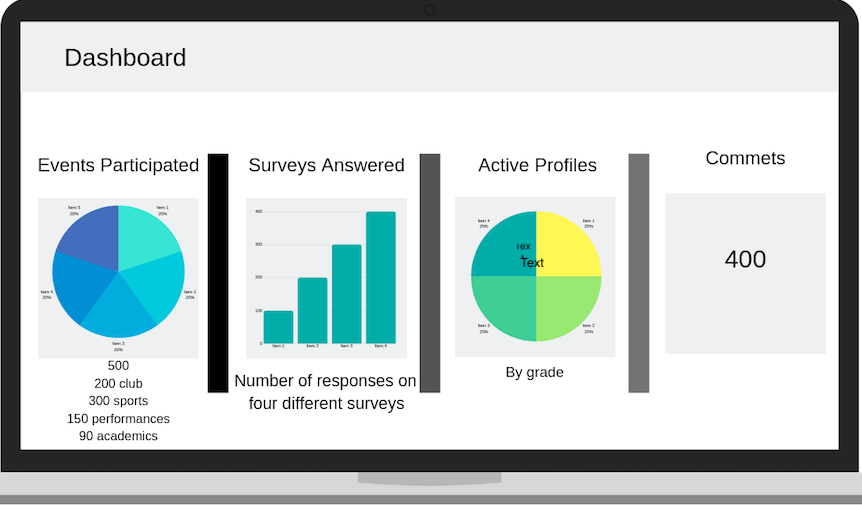 Dashboard
Events Participated
Item 5
20%
Item 1
20%
Item 4
20%
Item 2
20%
Item 3
20%
500
200 club
300 sports
150 performances
90 academics
Surveys Answered
400
300
200
100
0
Item 1
Item 2
Item 3
Item 4
Number of responses on
four different surveys
Active Profiles
Item 4
25%
Item 1
25%
Tex
t
Text
Item 3
25%
Item 2
25%
By grade
Commets
400